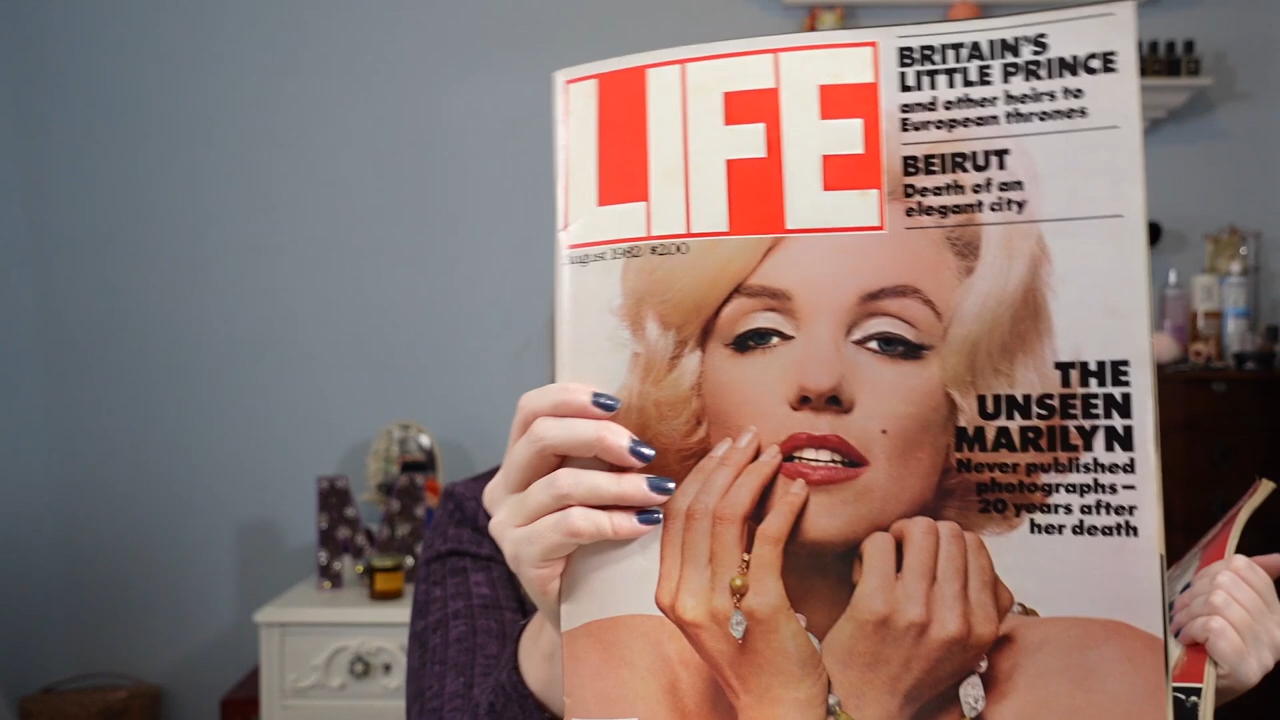 LIFE
August 1982 $2.00
BRITAIN'S
LITTLE PRINCE
and other heirs to
European thrones
BEIRUT
Death of an
elegant city
THE
UNSEEN
MARILYN
Never published
photographs—
20 years after
her death